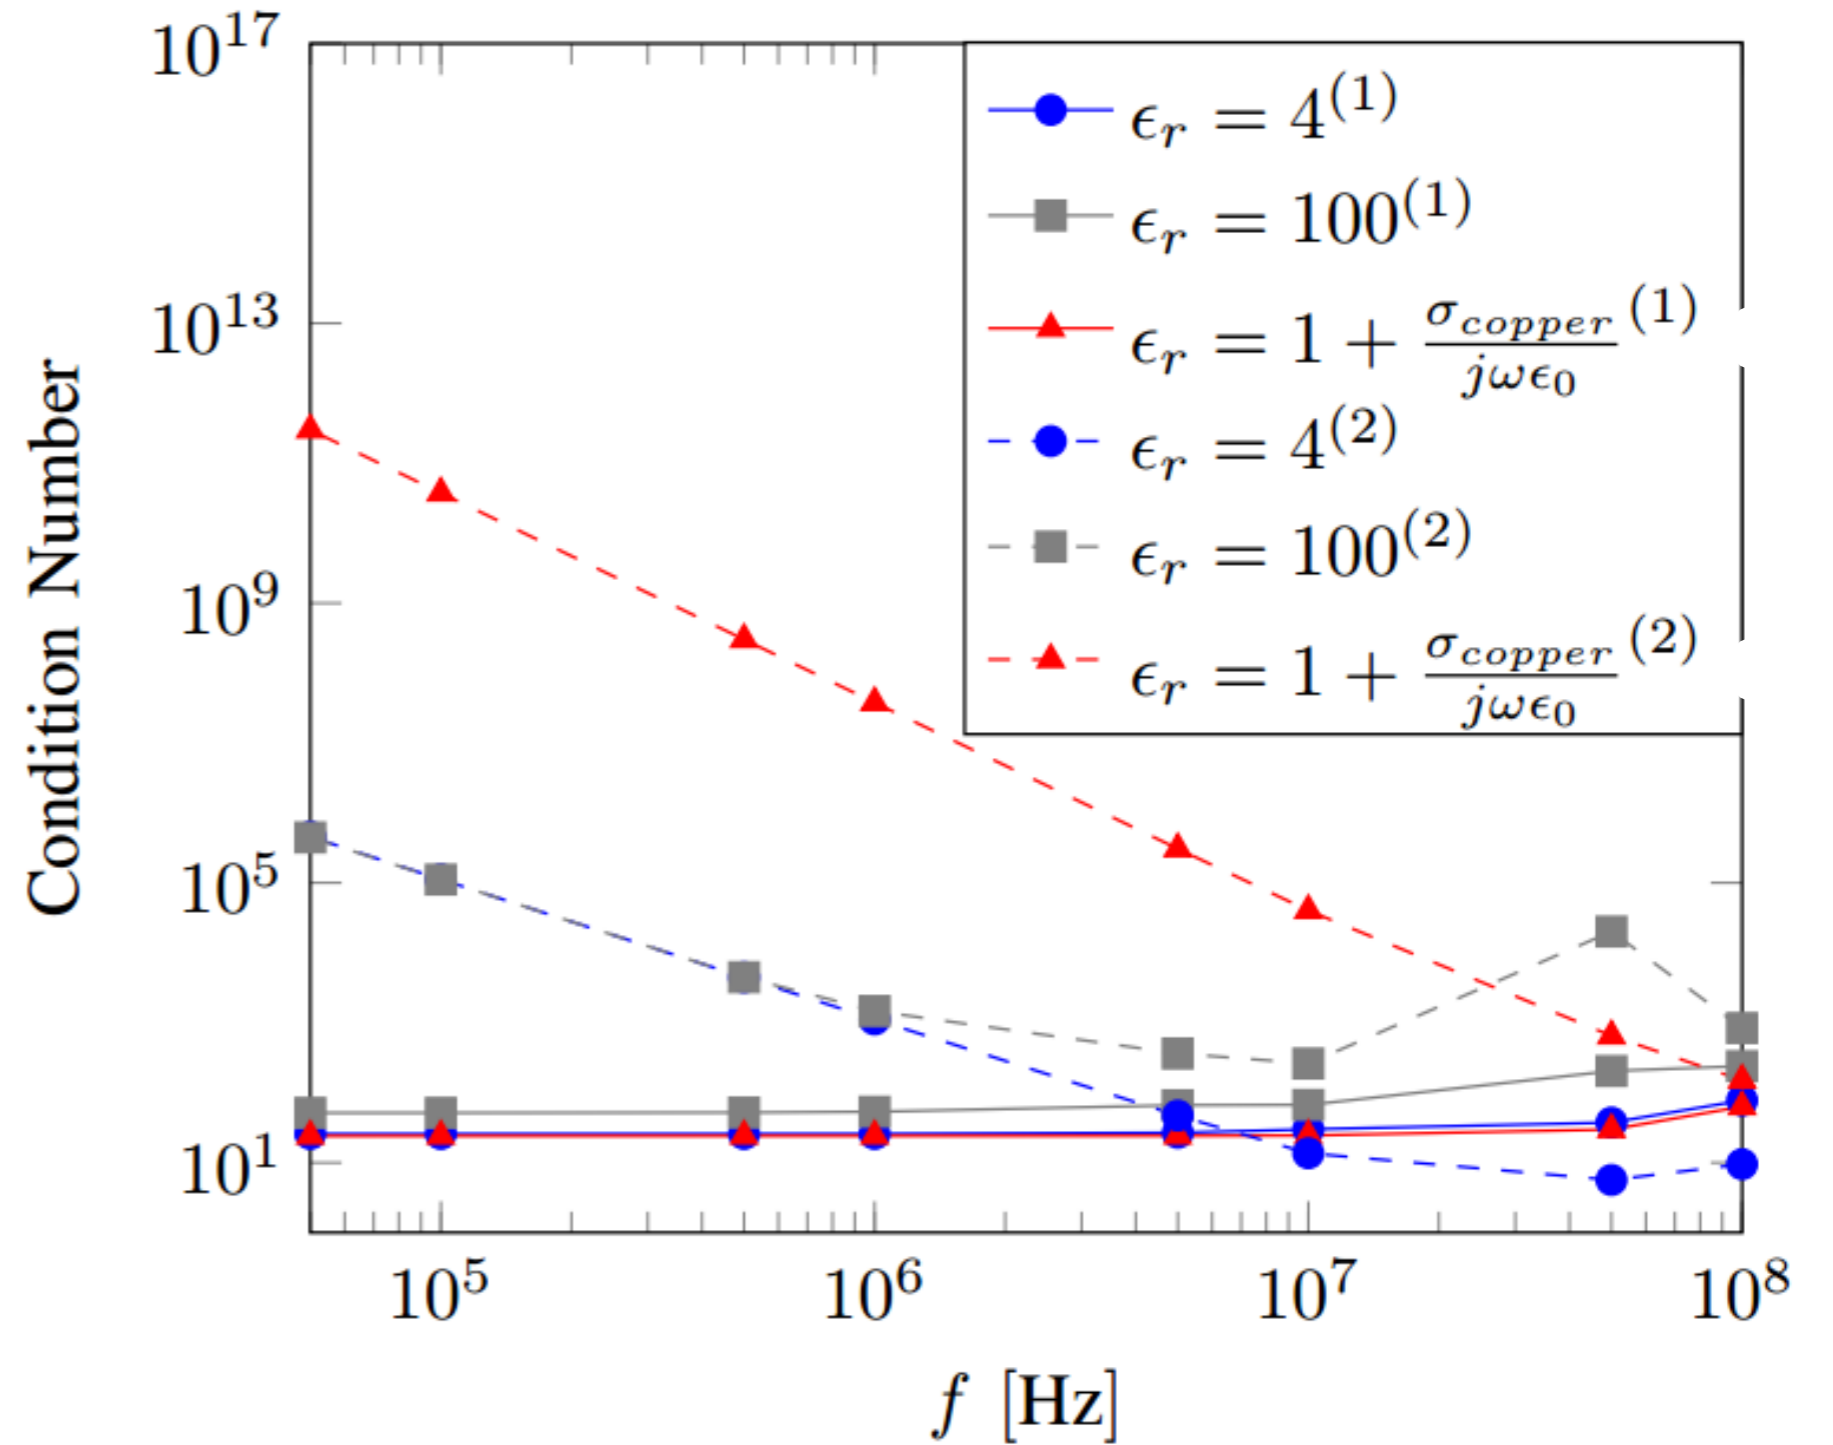 10^17
10^13
10^9
10^5
10^1
Condition Number
ϵ_r = 4^(1)
ϵ_r = 100^(1)
ϵ_r = 1 + σ_copper/jωϵ_0 ^(1)
ϵ_r = 4^(2)
ϵ_r = 100^(2)
ϵ_r = 1 + σ_copper/jωϵ_0 ^(2)
10^5 10^6 10^7 10^8
f [Hz]